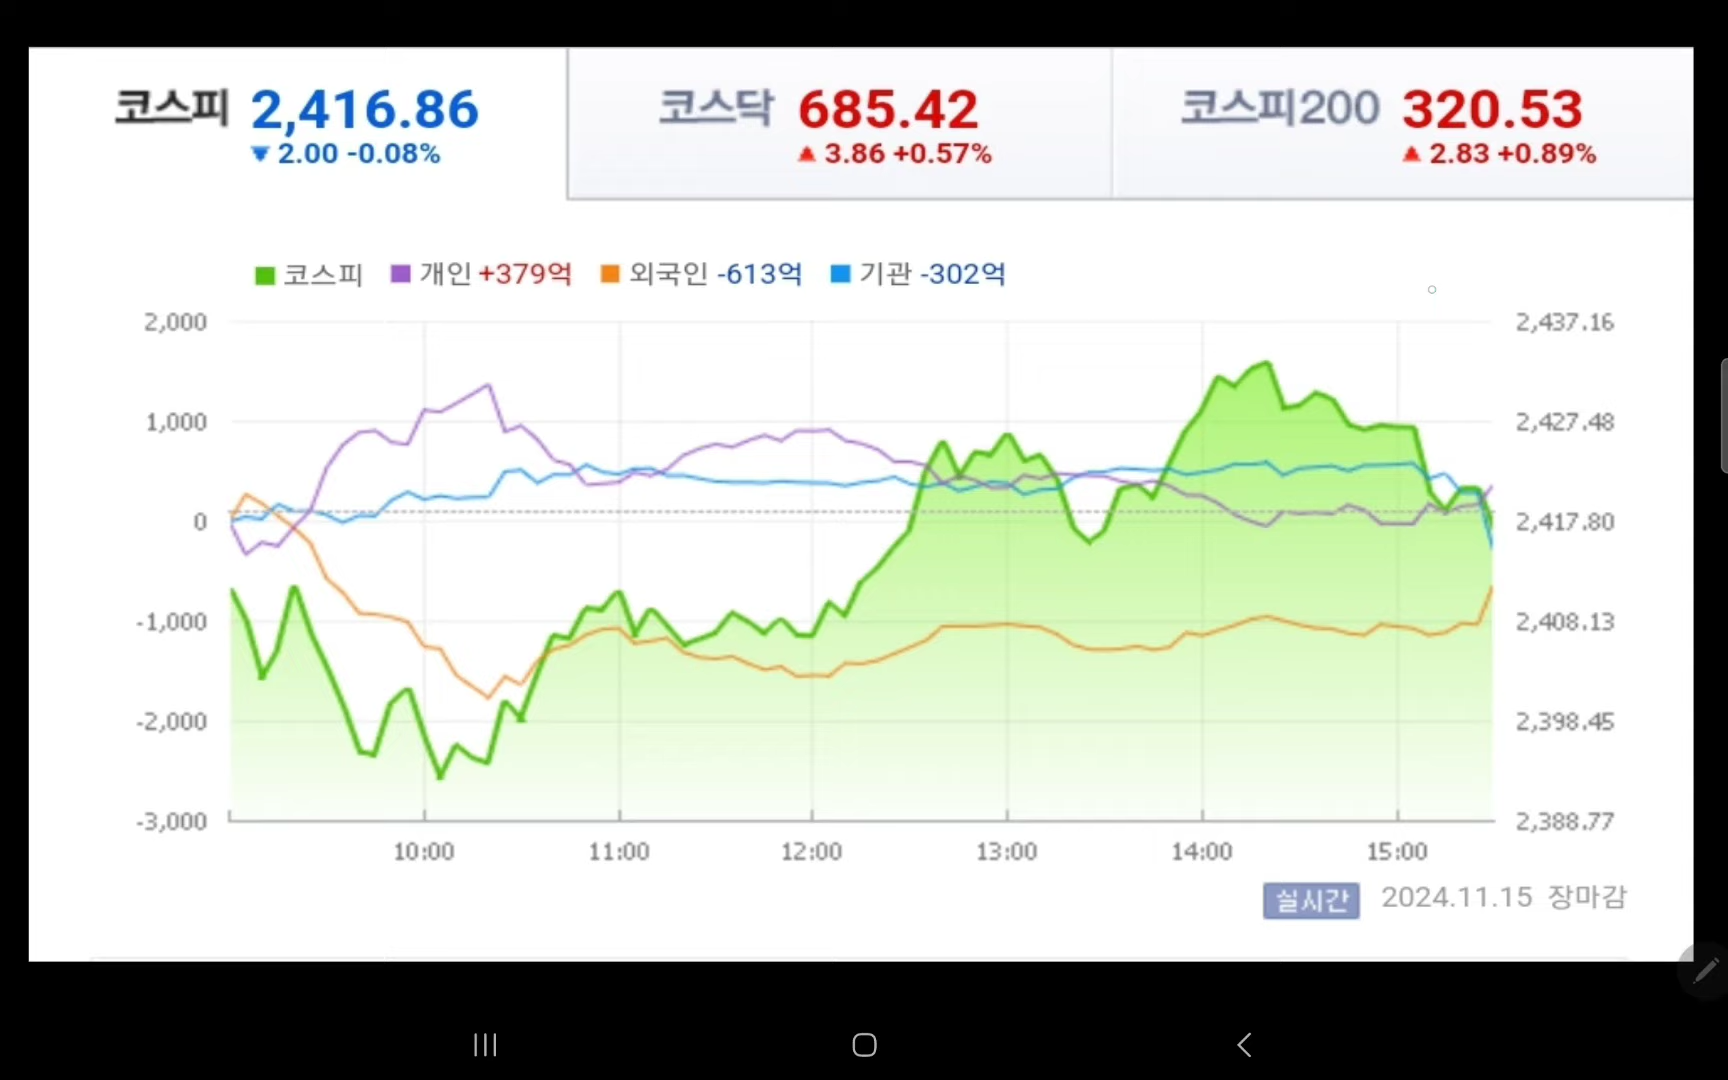 코스피 2,416.86
▼ 2.00 -0.08%
코스닥 685.42
▲ 3.86 +0.57%
코스피200 320.53
▲ 2.83 +0.89%
코스피 개인 +379억 외국인 -613억 기관 -302억
2,000 2,437.16
1,000 2,427.48
0 2,417.80
-1,000 2,408.13
-2,000 2,398.45
-3,000 2,388.77
10:00 11:00 12:00 13:00 14:00 15:00
실시간 2024.11.15 장마감